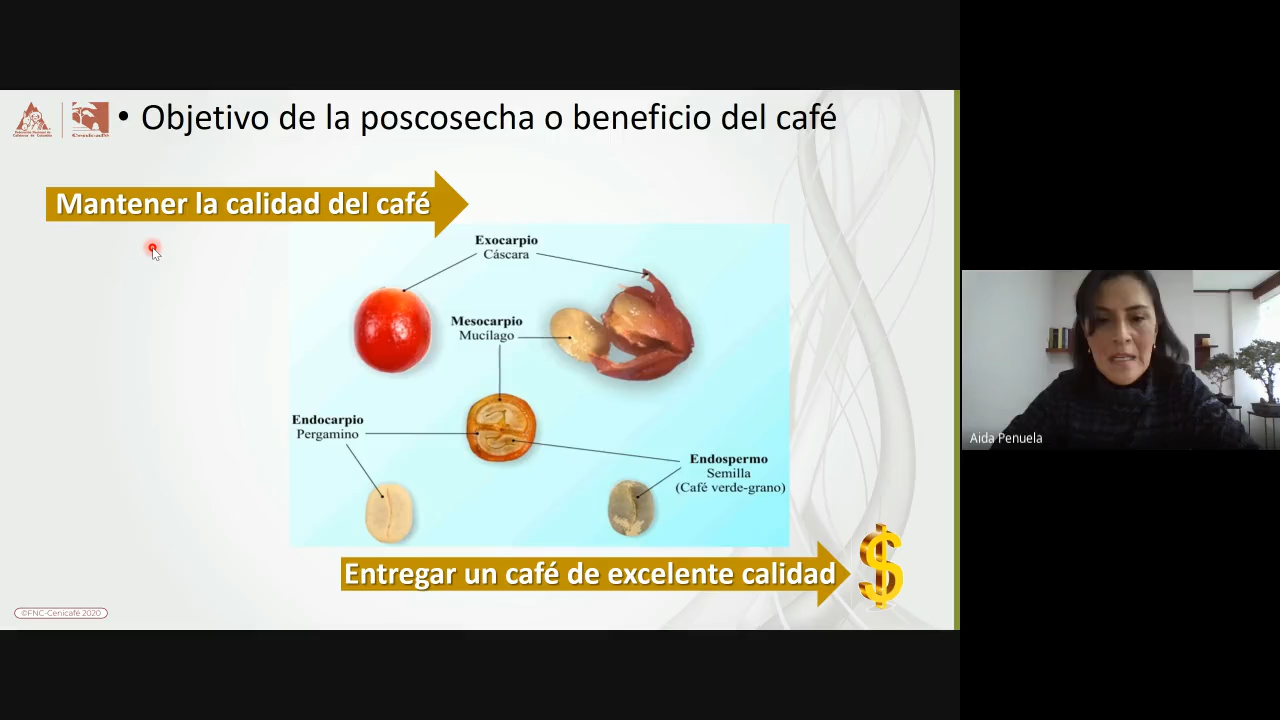 • Objetivo de la poscosecha o beneficio del café
Mantener la calidad del café
Exocarpio
Cáscara
Mesocarpio
Mucílago
Endocarpio
Pergamino
Endospermo
Semilla
(Café verde-grano)
Entregar un café de excelente calidad
$
©FNC-Cenicafé 2020
Aida Penuela